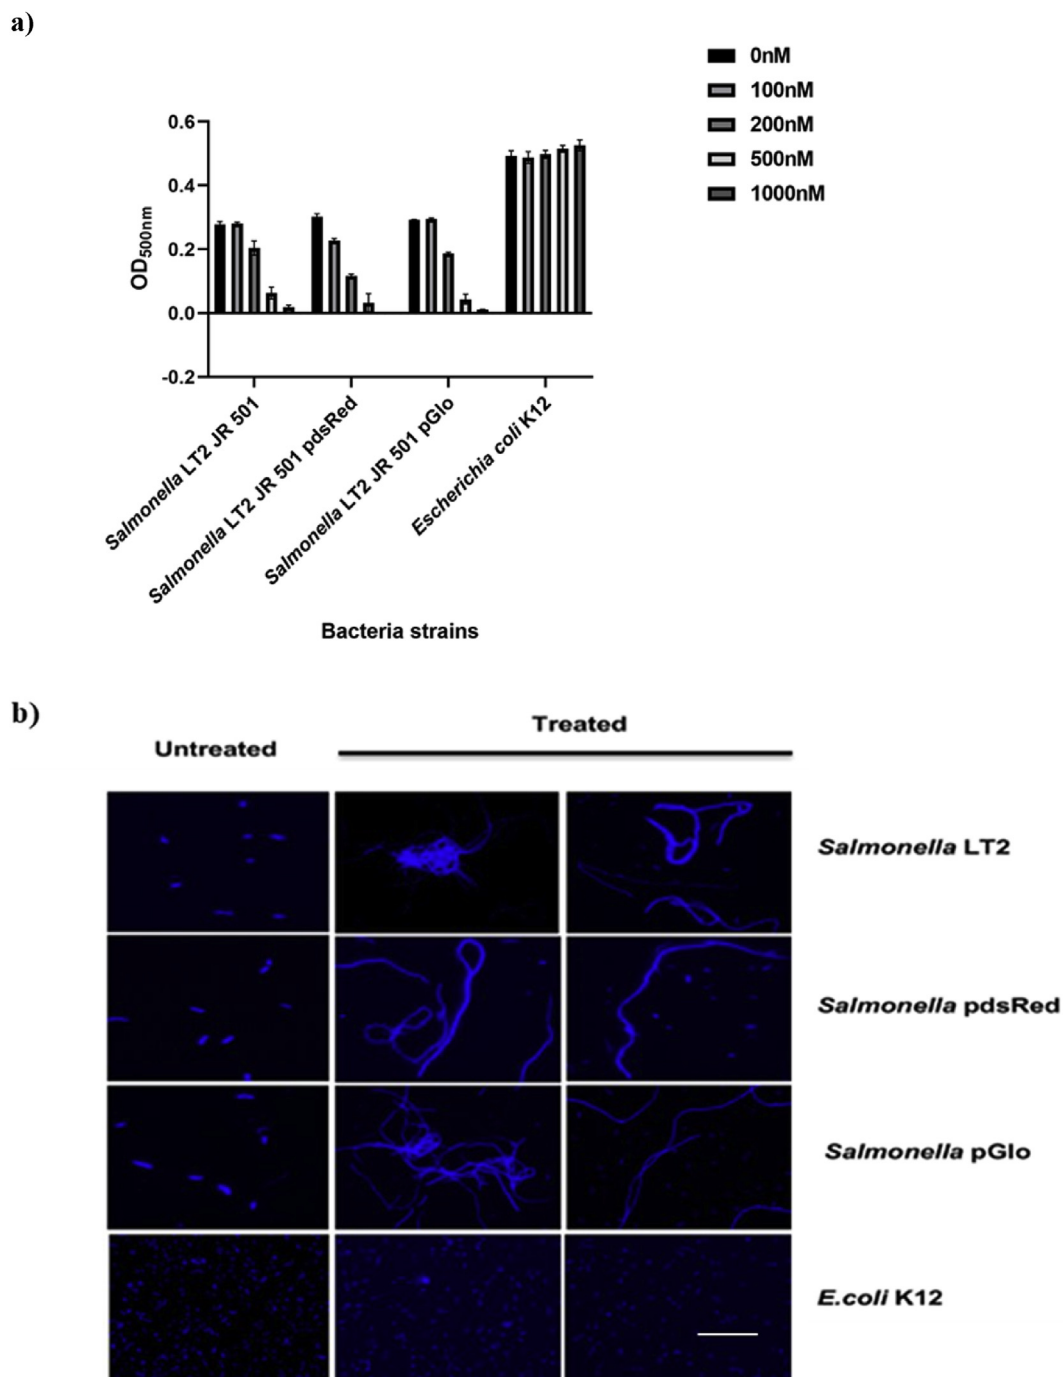 a)
0nM
100nM
200nM
500nM
1000nM
0.6
0.4
0.2
0.0
-0.2
OD500nm
Salmonella LT2 JR 501
Salmonella LT2 JR 501 pdsRed
Salmonella LT2 JR 501 pGlo
Escherichia coli K12
Bacteria strains
b)
Untreated
Treated
Salmonella LT2
Salmonella pdsRed
Salmonella pGlo
E.coli K12